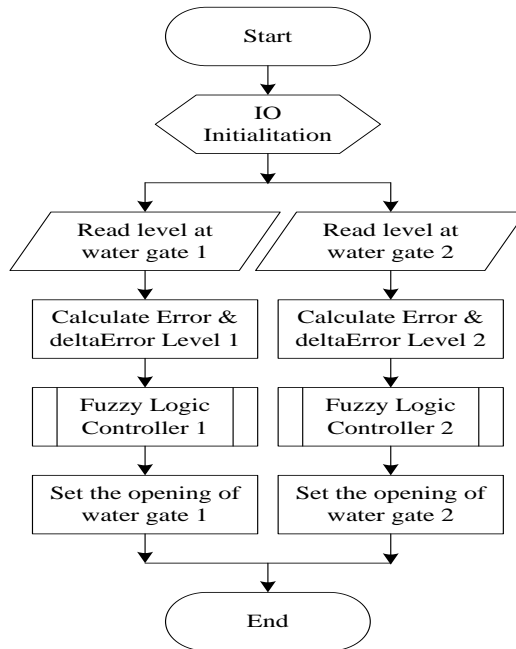 Start
IO
Initialitation
Read level at
water gate 1
Read level at
water gate 2
Calculate Error &
deltaError Level 1
Calculate Error &
deltaError Level 2
Fuzzy Logic
Controller 1
Fuzzy Logic
Controller 2
Set the opening of
water gate 1
Set the opening of
water gate 2
End